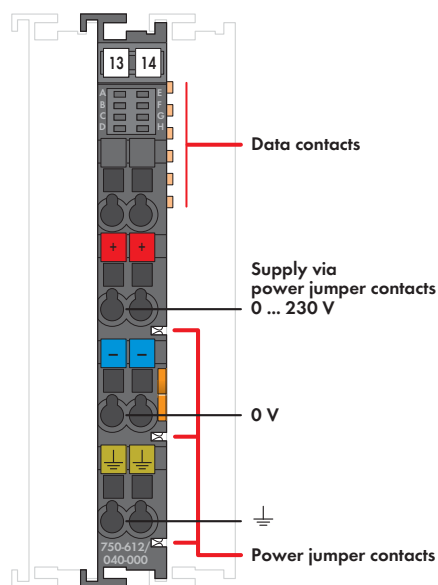 13 14
A E
B F
C G
D H
Data contacts
+ +
Supply via
power jumper contacts
0 ... 230 V
– –
0 V
750-612/
040-000
Power jumper contacts